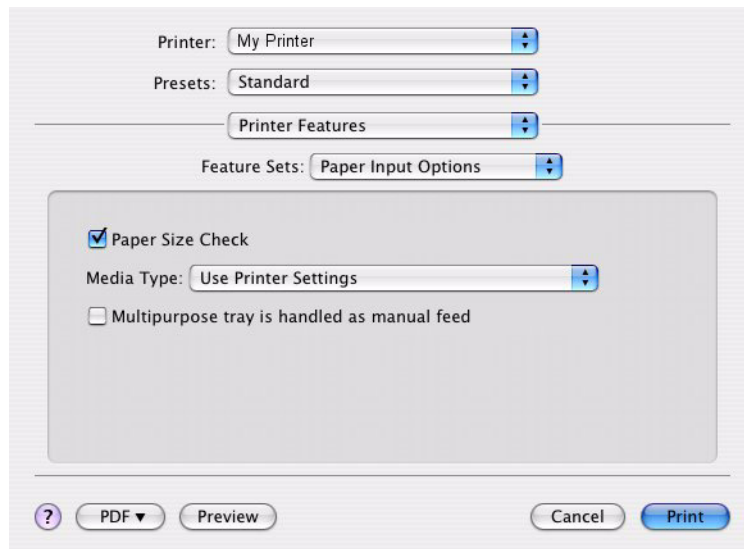 Printer: My Printer
Presets: Standard
Printer Features
Feature Sets: Paper Input Options
Paper Size Check
Media Type: Use Printer Settings
Multipurpose tray is handled as manual feed
? PDF ▼ Preview Cancel Print